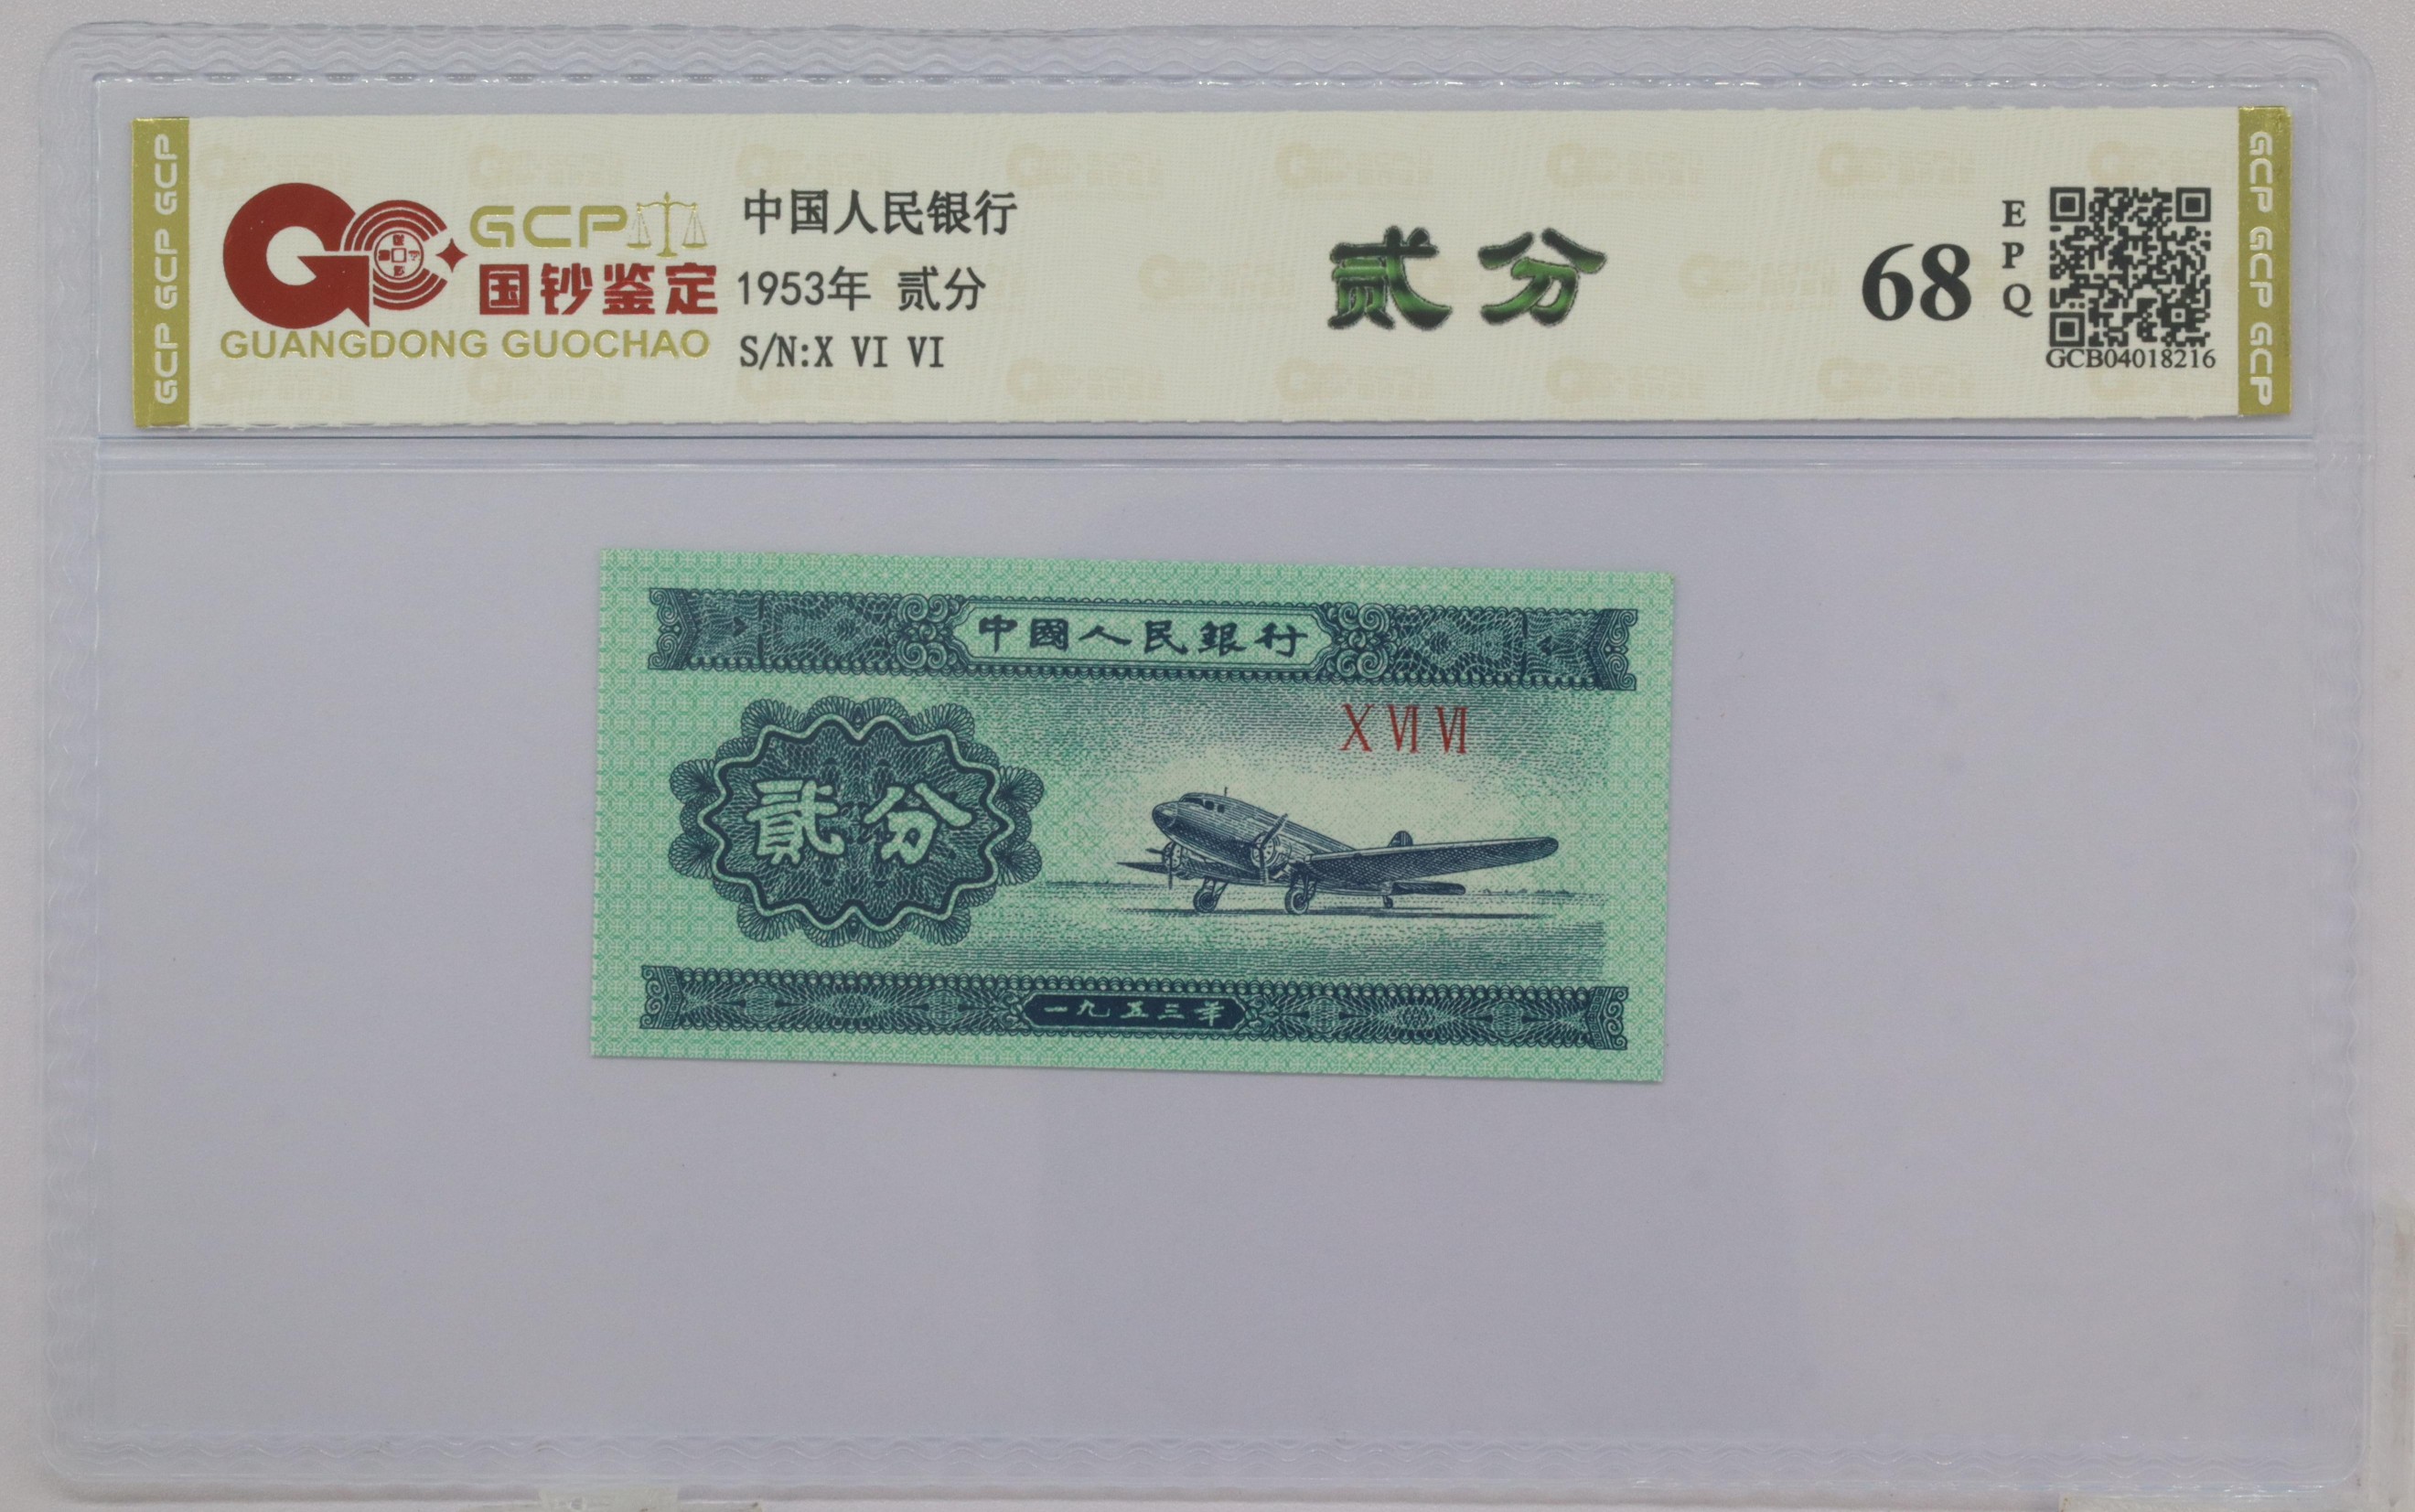 GCP GCP GCP
GCP
国钞鉴定
GUANGDONG GUOCHAO
中国人民银行
1953年 贰分
S/N:X VI VI
贰分
68
E
P
Q
GCB04018216
GCP GCP GCP
中國人民銀行
X VI VI
貳分
一九五三年